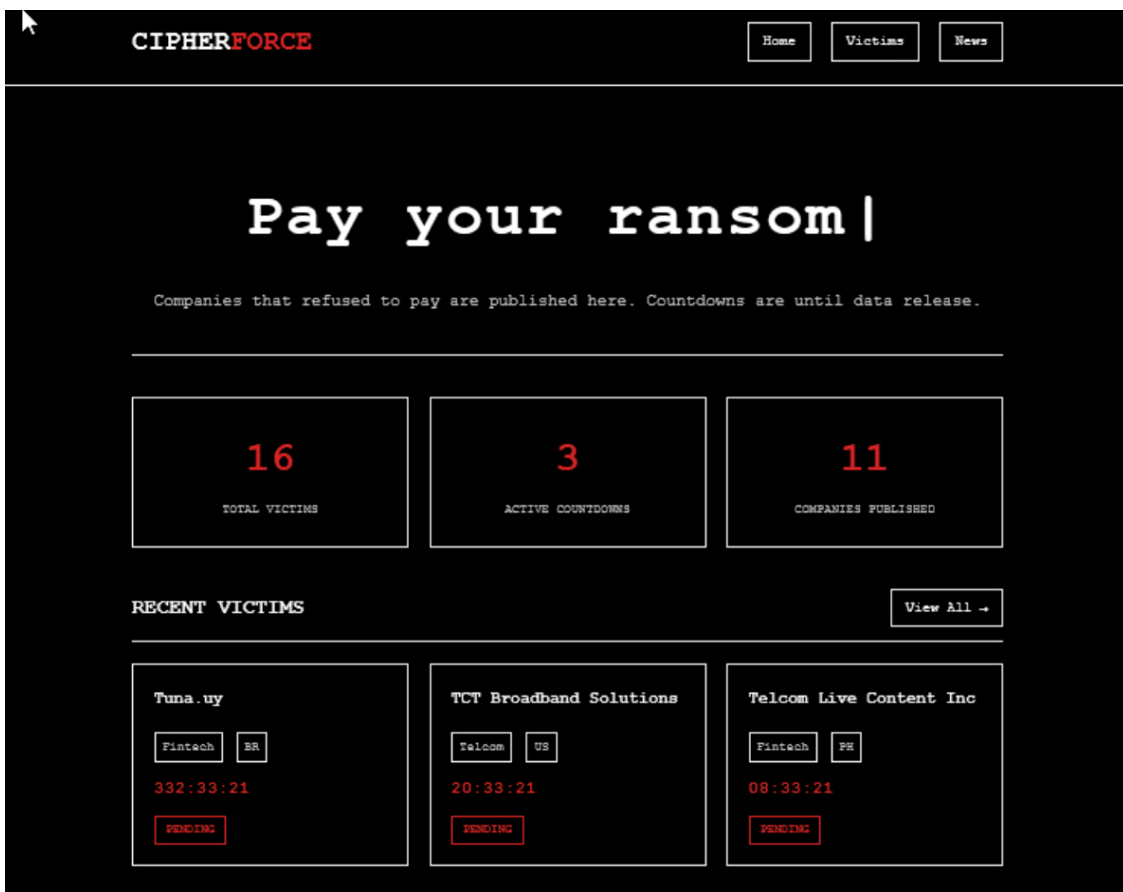 CIPHERFORCE Home Victims News
Pay your ransom|
Companies that refused to pay are published here. Countdowns are until data release.
16
TOTAL VICTIMS
3
ACTIVE COUNTDOWNS
11
COMPANIES PUBLISHED
RECENT VICTIMS View All →
Tuna.uy
Fintech BR
332:33:21
PENDING
TCT Broadband Solutions
Telcom US
20:33:21
PENDING
Telcom Live Content Inc
Fintech PH
08:33:21
PENDING